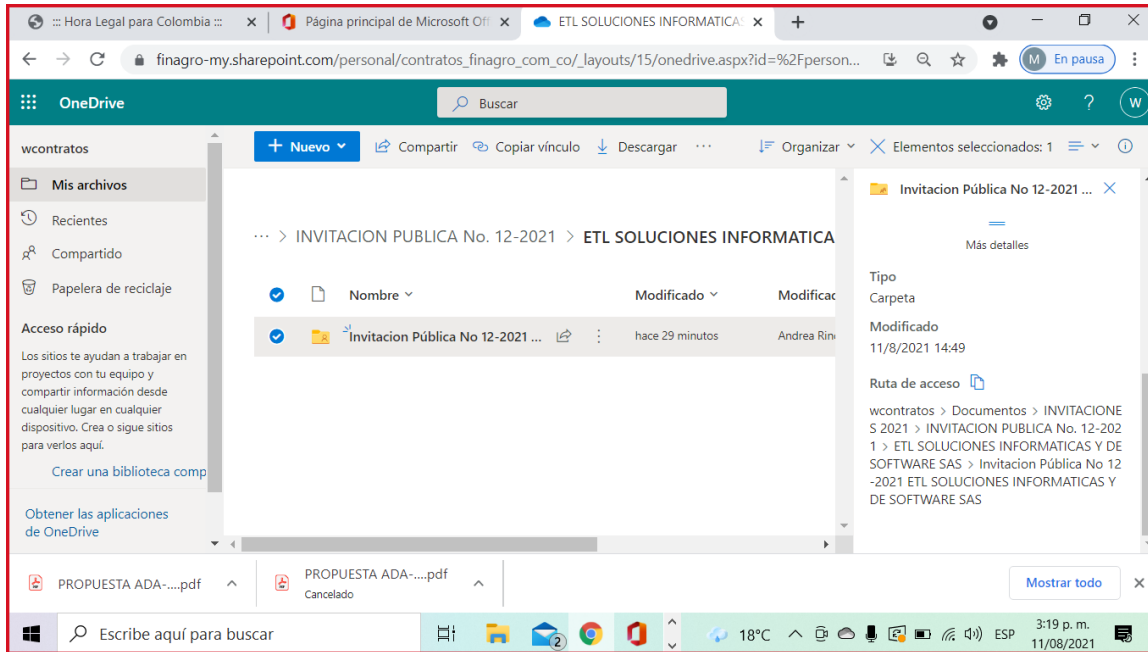 ::: Hora Legal para Colombia :::
Página principal de Microsoft Off
ETL SOLUCIONES INFORMATICAS
finagro-my.sharepoint.com/personal/contratos_finagro_com_co/_layouts/15/onedrive.aspx?id=%2Fperson...
M
En pausa
OneDrive
Buscar
?
W
wcontratos
Mis archivos
Recientes
Compartido
Papelera de reciclaje
Acceso rápido
Los sitios te ayudan a trabajar en
proyectos con tu equipo y
compartir información desde
cualquier lugar en cualquier
dispositivo. Crea o sigue sitios
para verlos aquí.
Crear una biblioteca comp
Obtener las aplicaciones
de OneDrive
+ Nuevo
Compartir
Copiar vínculo
Descargar
...
Organizar
Elementos seleccionados: 1
... > INVITACION PUBLICA No. 12-2021 > ETL SOLUCIONES INFORMATICA
Nombre
Modificado
Modificac
Invitacion Pública No 12-2021 ...
hace 29 minutos
Andrea Rin
Invitacion Pública No 12-2021 ...
Más detalles
Tipo
Carpeta
Modificado
11/8/2021 14:49
Ruta de acceso
wcontratos > Documentos > INVITACIONE
S 2021 > INVITACION PUBLICA No. 12-202
1 > ETL SOLUCIONES INFORMATICAS Y DE
SOFTWARE SAS > Invitacion Pública No 12
-2021 ETL SOLUCIONES INFORMATICAS Y
DE SOFTWARE SAS
PROPUESTA ADA-....pdf
PROPUESTA ADA-....pdf
Cancelado
Mostrar todo
Escribe aquí para buscar
2
18°C
ESP
3:19 p. m.
11/08/2021